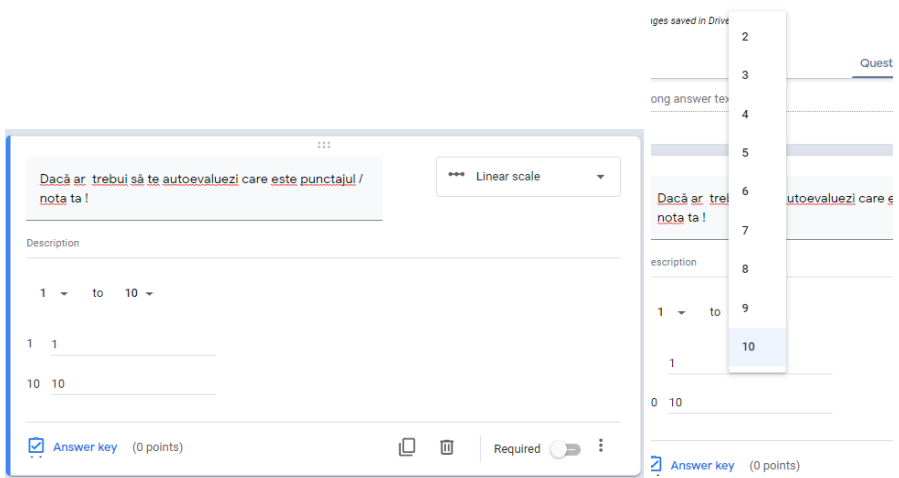 Dacă ar  trebui să te autoevaluezi care este punctajul /
nota ta !
Linear scale
Description
1 to 10
1 1
10 10
Answer key (0 points)
Required
ages saved in Drive
2
3
4
5
6
7
8
9
10
Quest
ong answer tex
Dacă ar trel utoevaluezi care e
nota ta !
escription
1 to
1
0 10
Answer key (0 points)